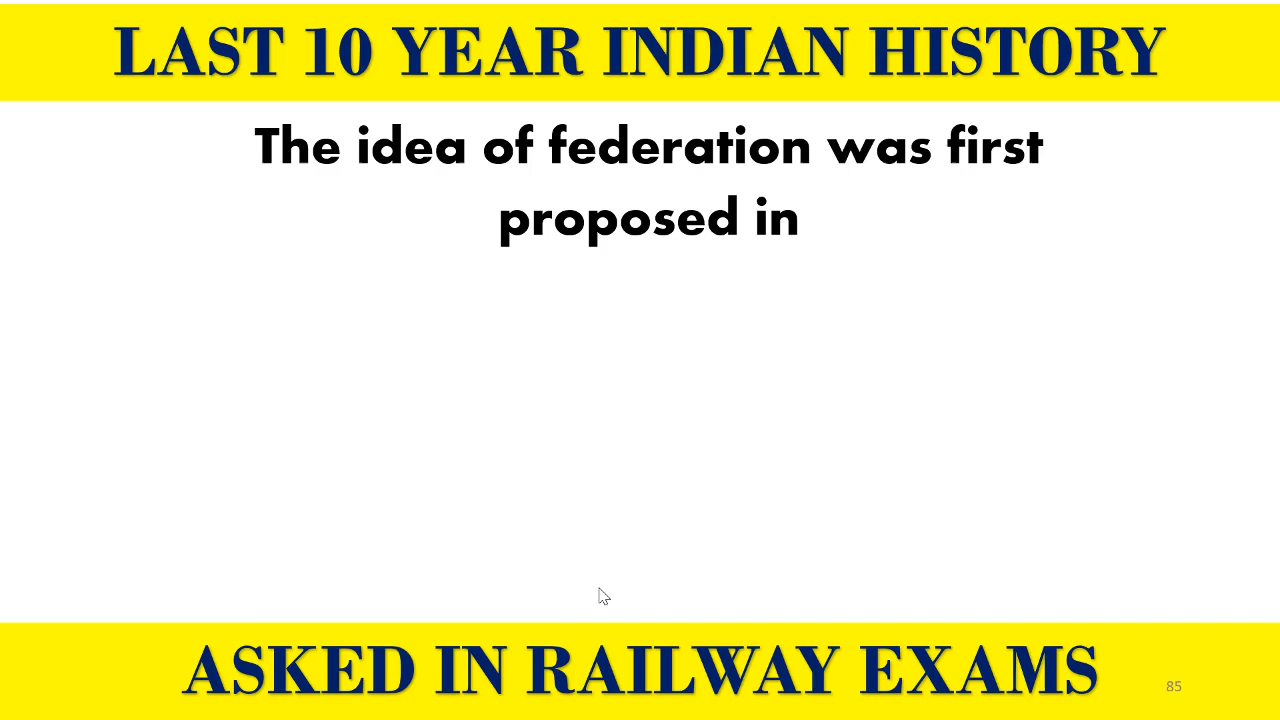 LAST 10 YEAR INDIAN HISTORY
The idea of federation was first
proposed in
ASKED IN RAILWAY EXAMS
85